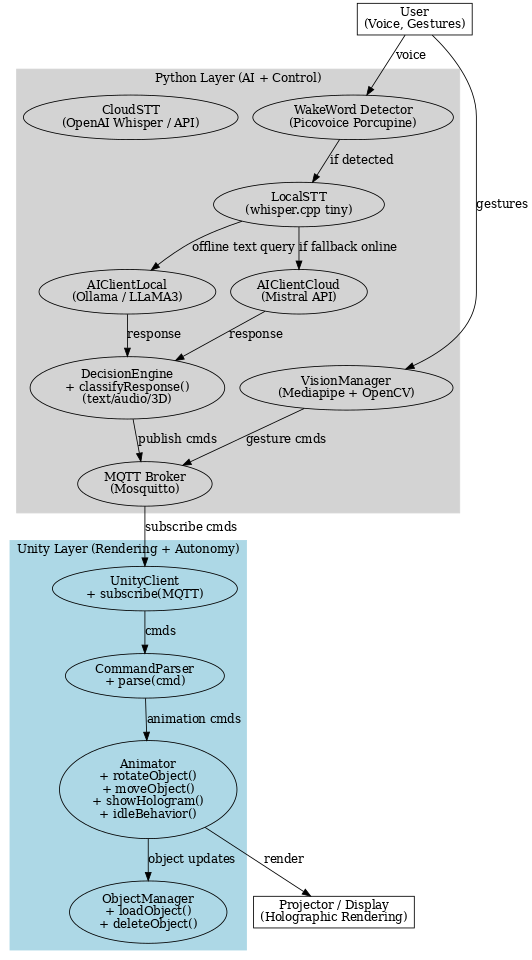 User
(Voice, Gestures)
voice
Python Layer (AI + Control)
CloudSTT
(OpenAI Whisper / API)
WakeWord Detector
(Picovoice Porcupine)
if detected
LocalSTT
(whisper.cpp tiny)
gestures
offline text query
if fallback online
AIClientLocal
(Ollama / LLaMA3)
AIClientCloud
(Mistral API)
response
response
DecisionEngine
+ classifyResponse()
(text/audio/3D)
VisionManager
(Mediapipe + OpenCV)
publish cmds
gesture cmds
MQTT Broker
(Mosquitto)
subscribe cmds
Unity Layer (Rendering + Autonomy)
UnityClient
+ subscribe(MQTT)
cmds
CommandParser
+ parse(cmd)
animation cmds
Animator
+ rotateObject()
+ moveObject()
+ showHologram()
+ idleBehavior()
object updates
render
ObjectManager
+ loadObject()
+ deleteObject()
Projector / Display
(Holographic Rendering)